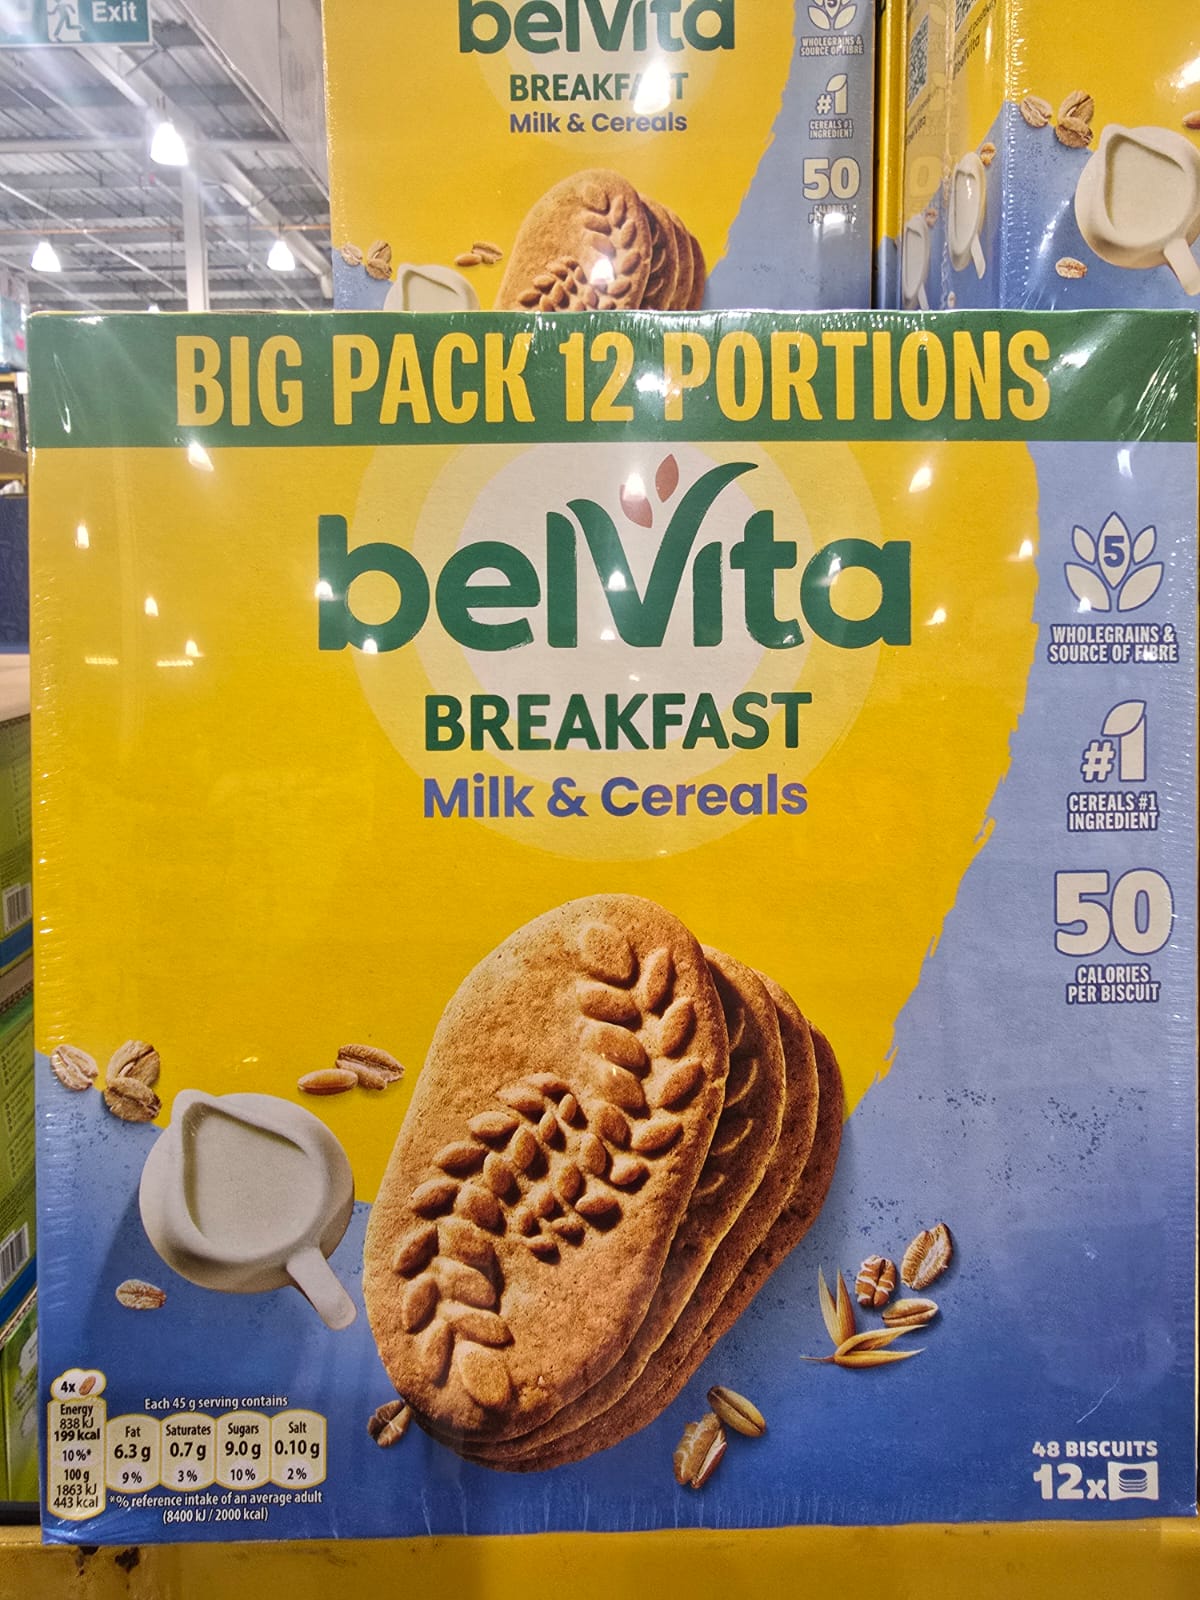 Exit
belVita
BREAKFAST
Milk & Cereals
5
WHOLEGRAINS &
SOURCE OF FIBRE
#1
CEREALS #1
INGREDIENT
50
CALORIES
BIG PACK 12 PORTIONS
belVita
BREAKFAST
Milk & Cereals
5
WHOLEGRAINS &
SOURCE OF FIBRE
#1
CEREALS #1
INGREDIENT
50
CALORIES
PER BISCUIT
4x
Energy
838 kJ
199 kcal
10%*
100 g
1863 kJ
443 kcal
Each 45 g serving contains
Fat
6.3 g
9%
Saturates
0.7 g
3%
Sugars
9.0 g
10%
Salt
0.10 g
2%
*% reference intake of an average adult
(8400 kJ / 2000 kcal)
48 BISCUITS
12x